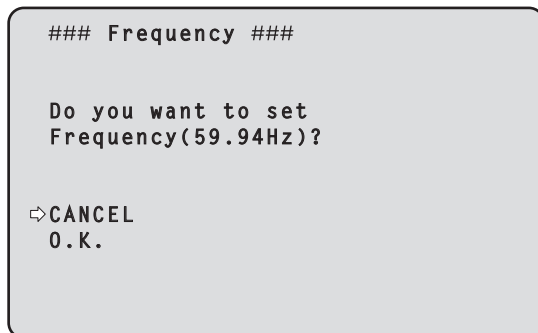 ### Frequency ###
Do you want to set
Frequency(59.94Hz)?
⇨CANCEL
O.K.